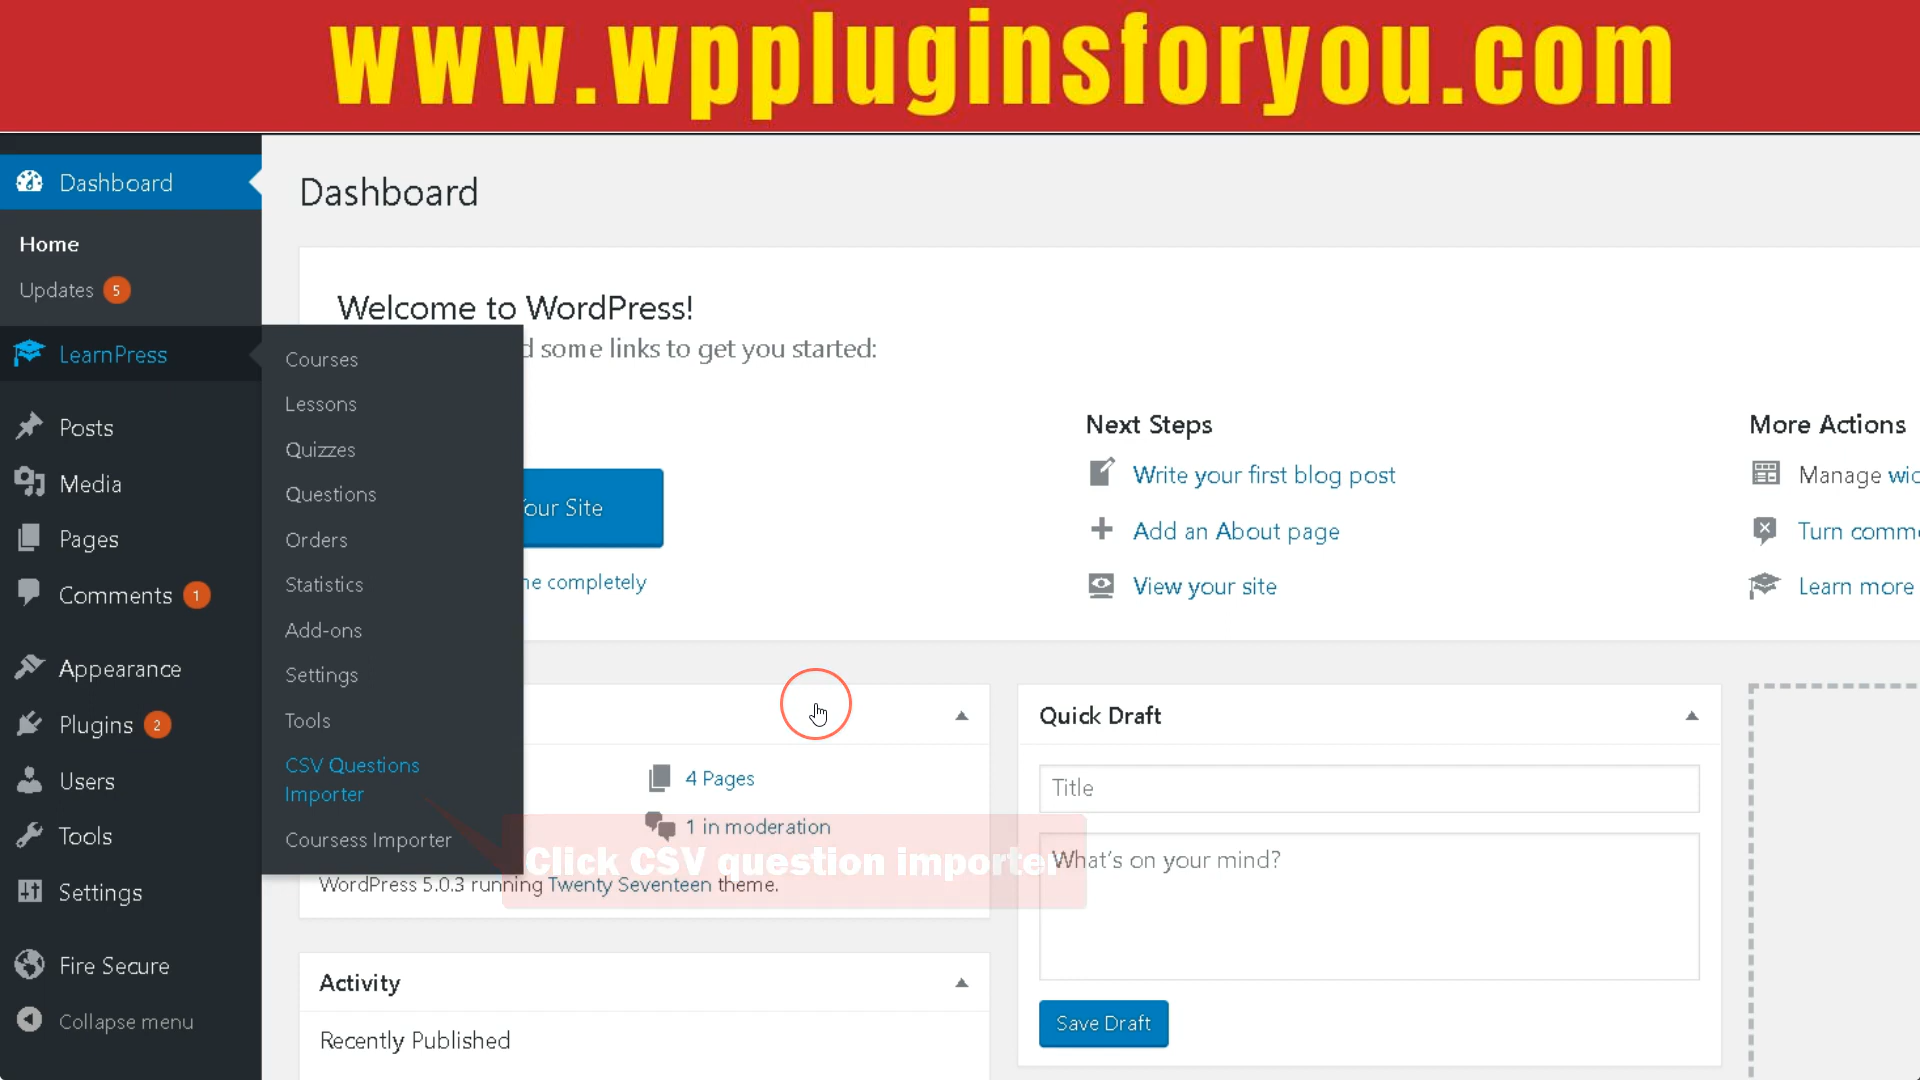 www.wppluginsforyou.com
Dashboard
Home
Updates 5
LearnPress
Posts
Media
Pages
Comments 1
Appearance
Plugins 2
Users
Tools
Settings
Fire Secure
Collapse menu
Courses
Lessons
Quizzes
Questions
Orders
Statistics
Add-ons
Settings
Tools
CSV Questions
Importer
Coursess Importer
Dashboard
Welcome to WordPress!
some links to get you started:
Your Site
completely
Next Steps
Write your first blog post
Add an About page
View your site
More Actions
Manage
Turn
Learn more
4 Pages
1 in moderation
Click CSV question importer
WordPress 5.0.3 running Twenty Seventeen theme.
Activity
Recently Published
Quick Draft
Title
What's on your mind?
Save Draft